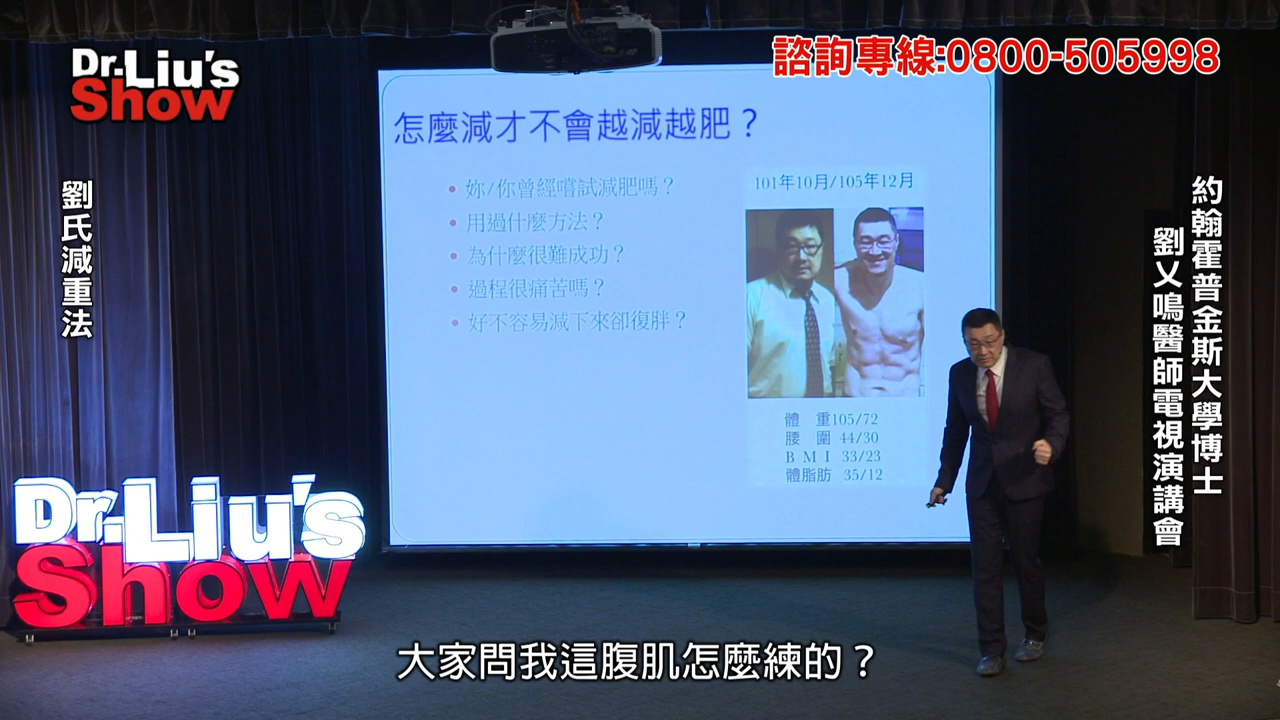 Dr. Liu's
Show
諮詢專線:0800-505998
劉氏減重法
怎麼減才不會越減越肥？
妳/你曾經嚐試減肥嗎？
用過什麼方法？
為什麼很難成功？
過程很痛苦嗎？
好不容易減下來卻復胖？
101年10月/105年12月
體 重105/72
腰 圍 44/30
B M I 33/23
體脂肪 35/12
約翰霍普金斯大學博士
劉乂鳴醫師電視演講會
Dr. Liu's
Show
大家問我這腹肌怎麼練的？